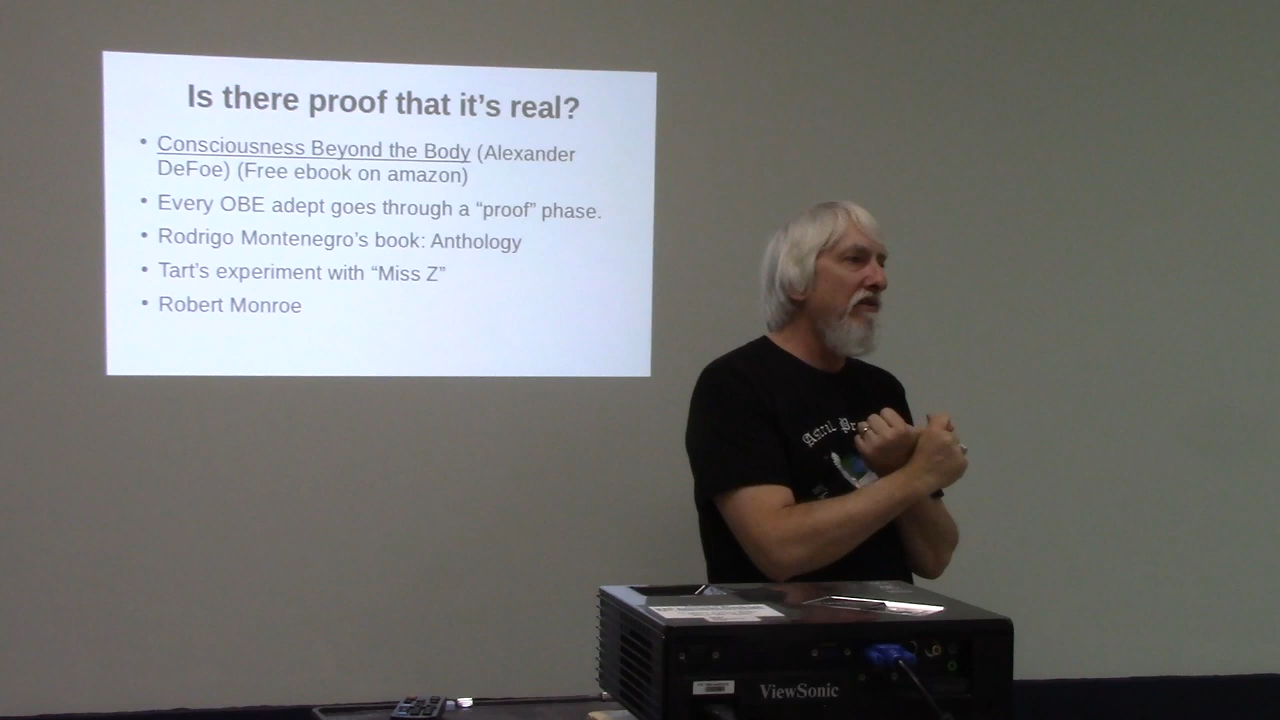 Is there proof that it's real?
• Consciousness Beyond the Body (Alexander
DeFoe) (Free ebook on amazon)
• Every OBE adept goes through a “proof” phase.
• Rodrigo Montenegro's book: Anthology
• Tart's experiment with “Miss Z”
• Robert Monroe
Astral
ViewSonic